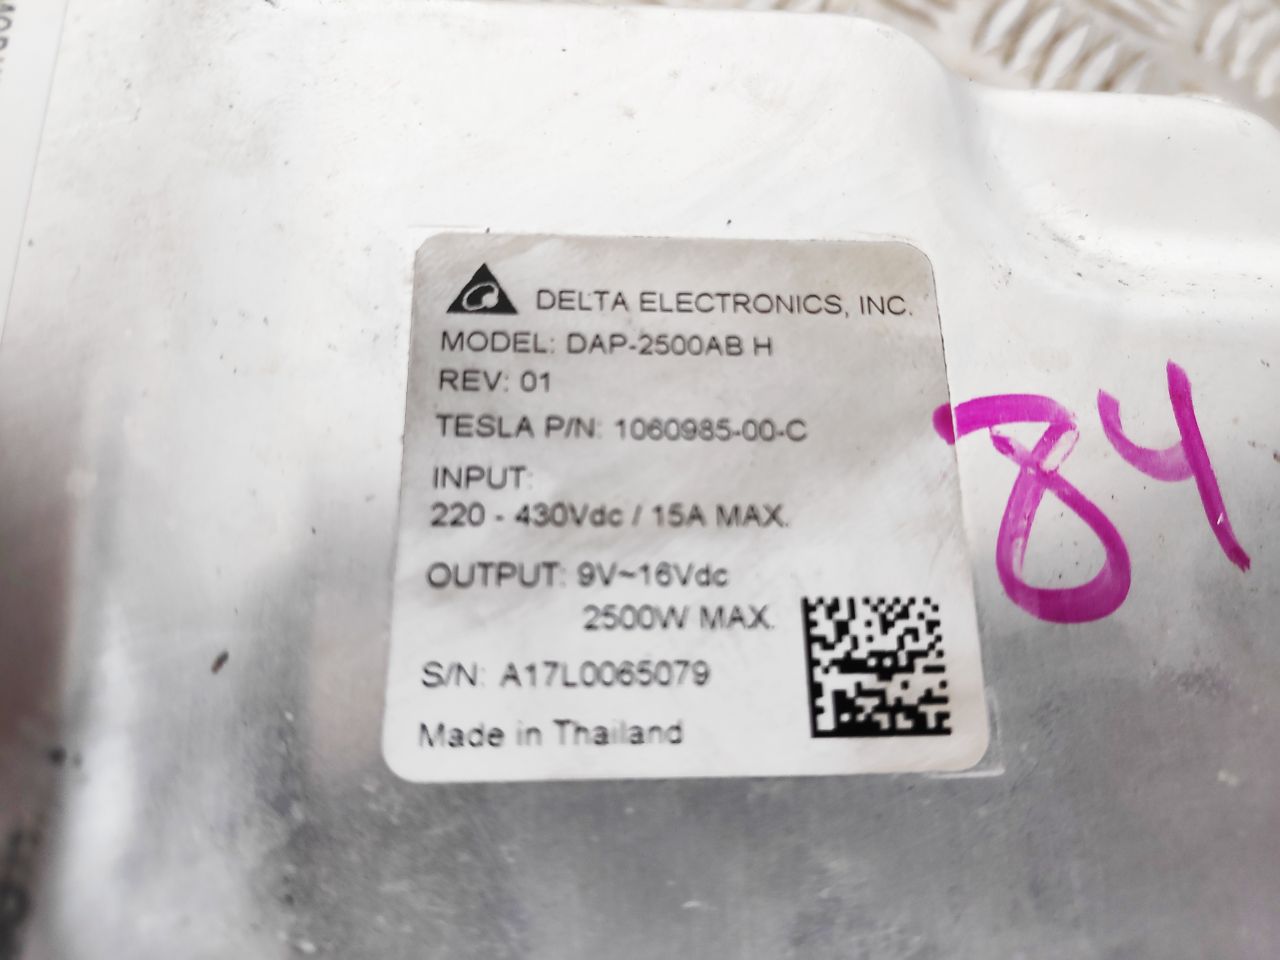 DELTA ELECTRONICS, INC.
MODEL: DAP-2500AB H
REV: 01
TESLA P/N: 1060985-00-C
INPUT:
220 - 430Vdc / 15A MAX.
OUTPUT: 9V~16Vdc
2500W MAX.
S/N: A17L0065079
Made in Thailand
84